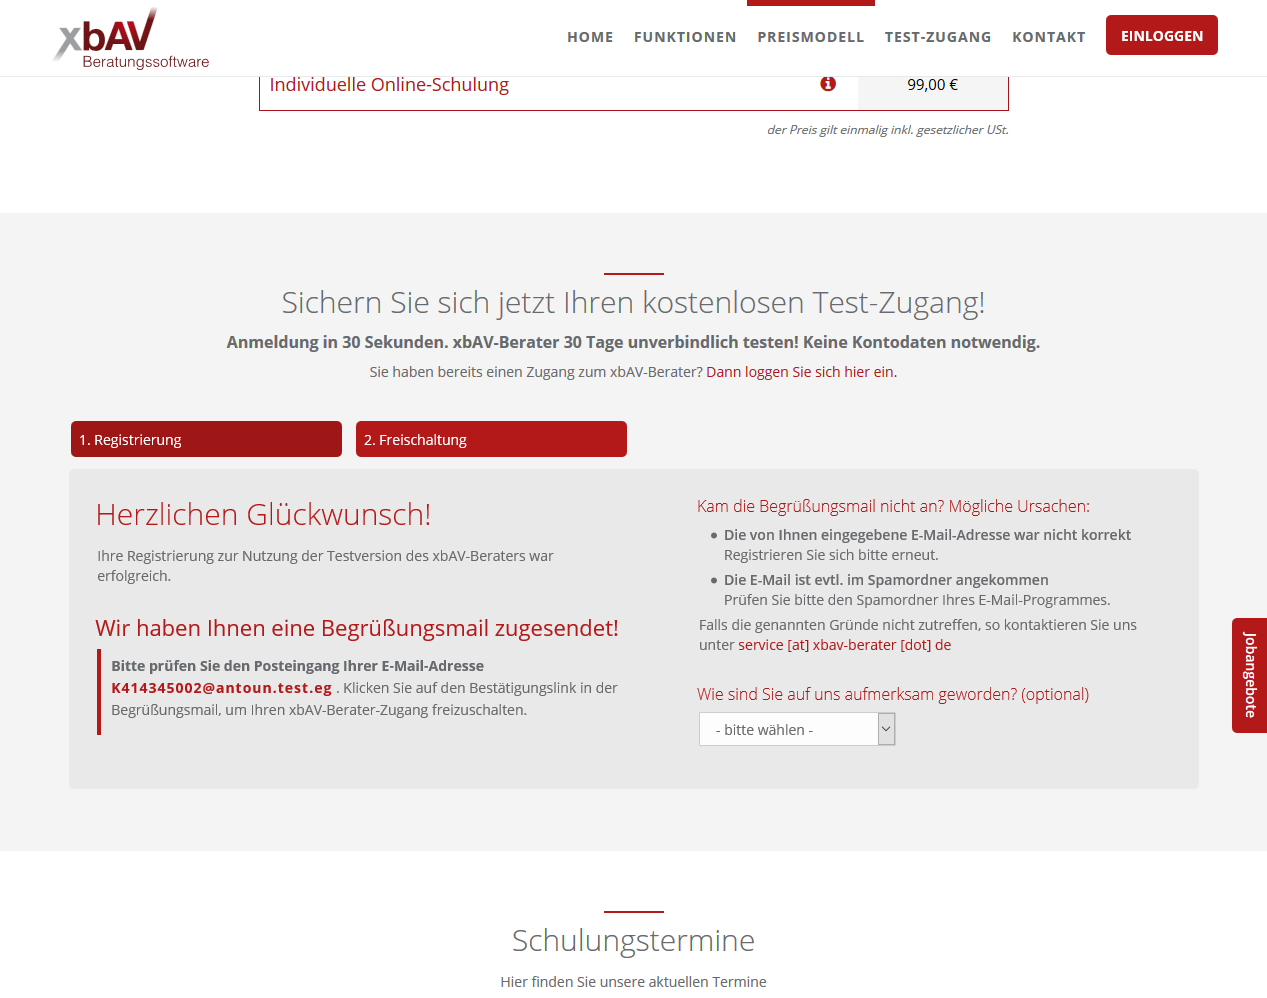 xbAV
Beratungssoftware
HOME FUNKTIONEN PREISMODELL TEST-ZUGANG KONTAKT EINLOGGEN
Individuelle Online-Schulung 99,00 €
der Preis gilt einmalig inkl. gesetzlicher USt.
Sichern Sie sich jetzt Ihren kostenlosen Test-Zugang!
Anmeldung in 30 Sekunden. xbAV-Berater 30 Tage unverbindlich testen! Keine Kontodaten notwendig.
Sie haben bereits einen Zugang zum xbAV-Berater? Dann loggen Sie sich hier ein.
1. Registrierung
2. Freischaltung
Herzlichen Glückwunsch!
Ihre Registrierung zur Nutzung der Testversion des xbAV-Beraters war
erfolgreich.
Wir haben Ihnen eine Begrüßungsmail zugesendet!
Bitte prüfen Sie den Posteingang Ihrer E-Mail-Adresse
K414345002@antoun.test.eg . Klicken Sie auf den Bestätigungslink in der
Begrüßungsmail, um Ihren xbAV-Berater-Zugang freizuschalten.
Kam die Begrüßungsmail nicht an? Mögliche Ursachen:
• Die von Ihnen eingegebene E-Mail-Adresse war nicht korrekt
Registrieren Sie sich bitte erneut.
• Die E-Mail ist evtl. im Spamordner angekommen
Prüfen Sie bitte den Spamordner Ihres E-Mail-Programmes.
Falls die genannten Gründe nicht zutreffen, so kontaktieren Sie uns
unter service [at] xbav-berater [dot] de
Wie sind Sie auf uns aufmerksam geworden? (optional)
- bitte wählen -
Jobangebote
Schulungstermine
Hier finden Sie unsere aktuellen Termine